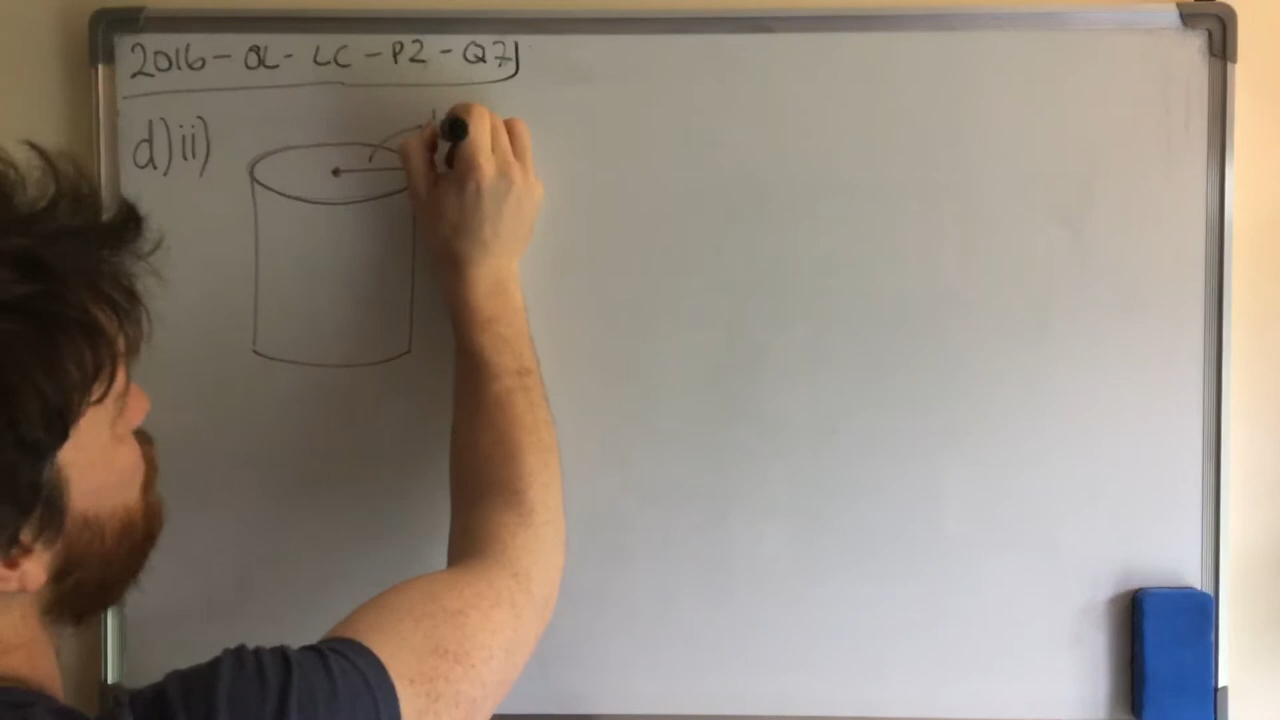 2016 - OL - LC - P2 - Q7
d) ii)